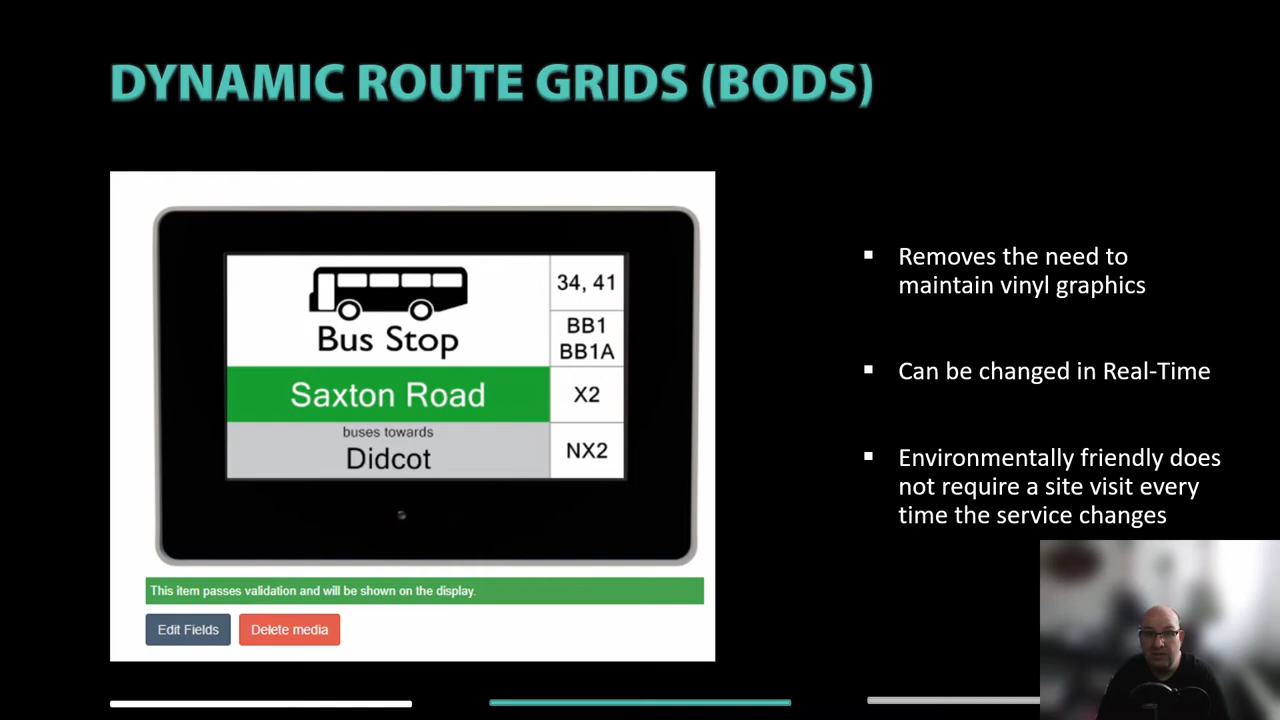 DYNAMIC ROUTE GRIDS (BODS)
Bus Stop
Saxton Road
buses towards
Didcot
34, 41
BB1
BB1A
X2
NX2
This item passes validation and will be shown on the display.
Edit Fields
Delete media
Removes the need to
maintain vinyl graphics
Can be changed in Real-Time
Environmentally friendly does
not require a site visit every
time the service changes